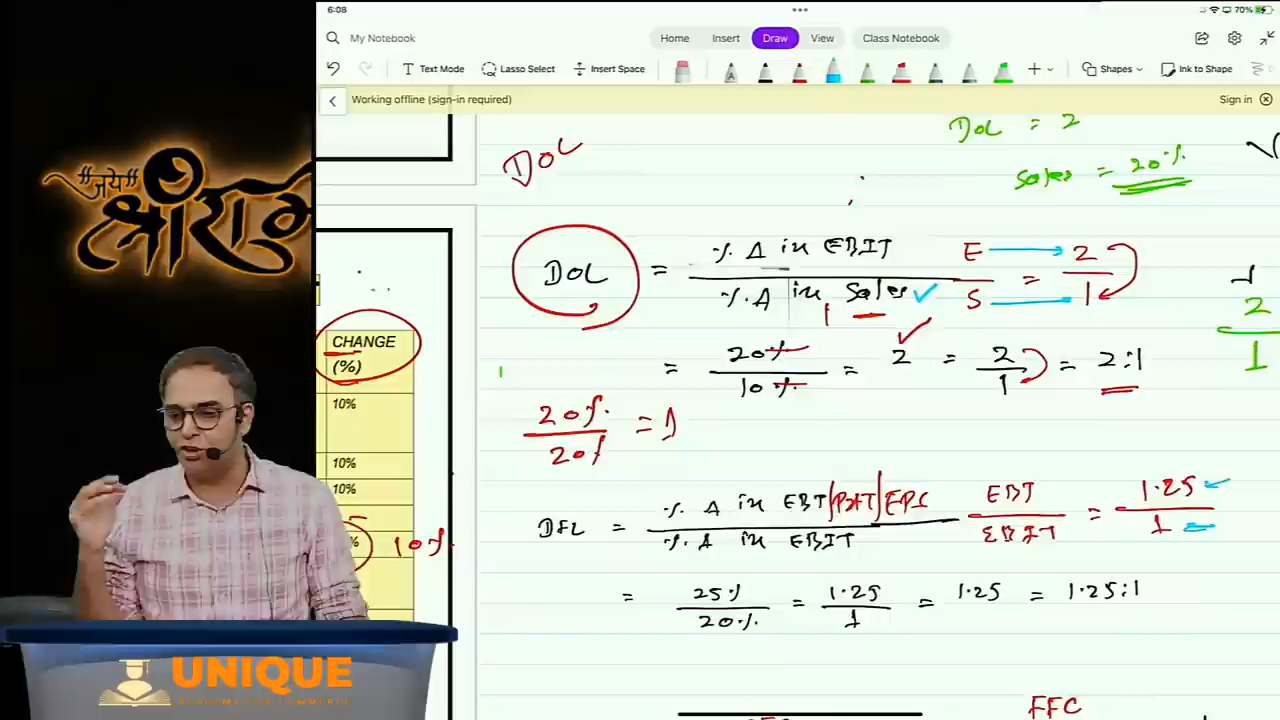 6:08
70%
My Notebook
Home Insert Draw View Class Notebook
Text Mode Lasso Select Insert Space Shapes Ink to Shape
Working offline (sign-in required) Sign in
#जय#
श्रीराम
DOL
DOL = 2
Sales = 20%
DOL = % Δ in EBIT / % Δ in Sales E / S = 2 / 1
= 20% / 10% = 2 = 2/1 = 2:1
2/1
20% / 20% = 1
CHANGE
(%)
10%
10%
10%
% 10%
DFL = % Δ in EBT|PAT|EPS / % Δ in EBIT EBT / EBIT = 1.25 / 1
= 25% / 20% = 1.25 / 1 = 1.25 = 1.25:1
FFC
UNIQUE